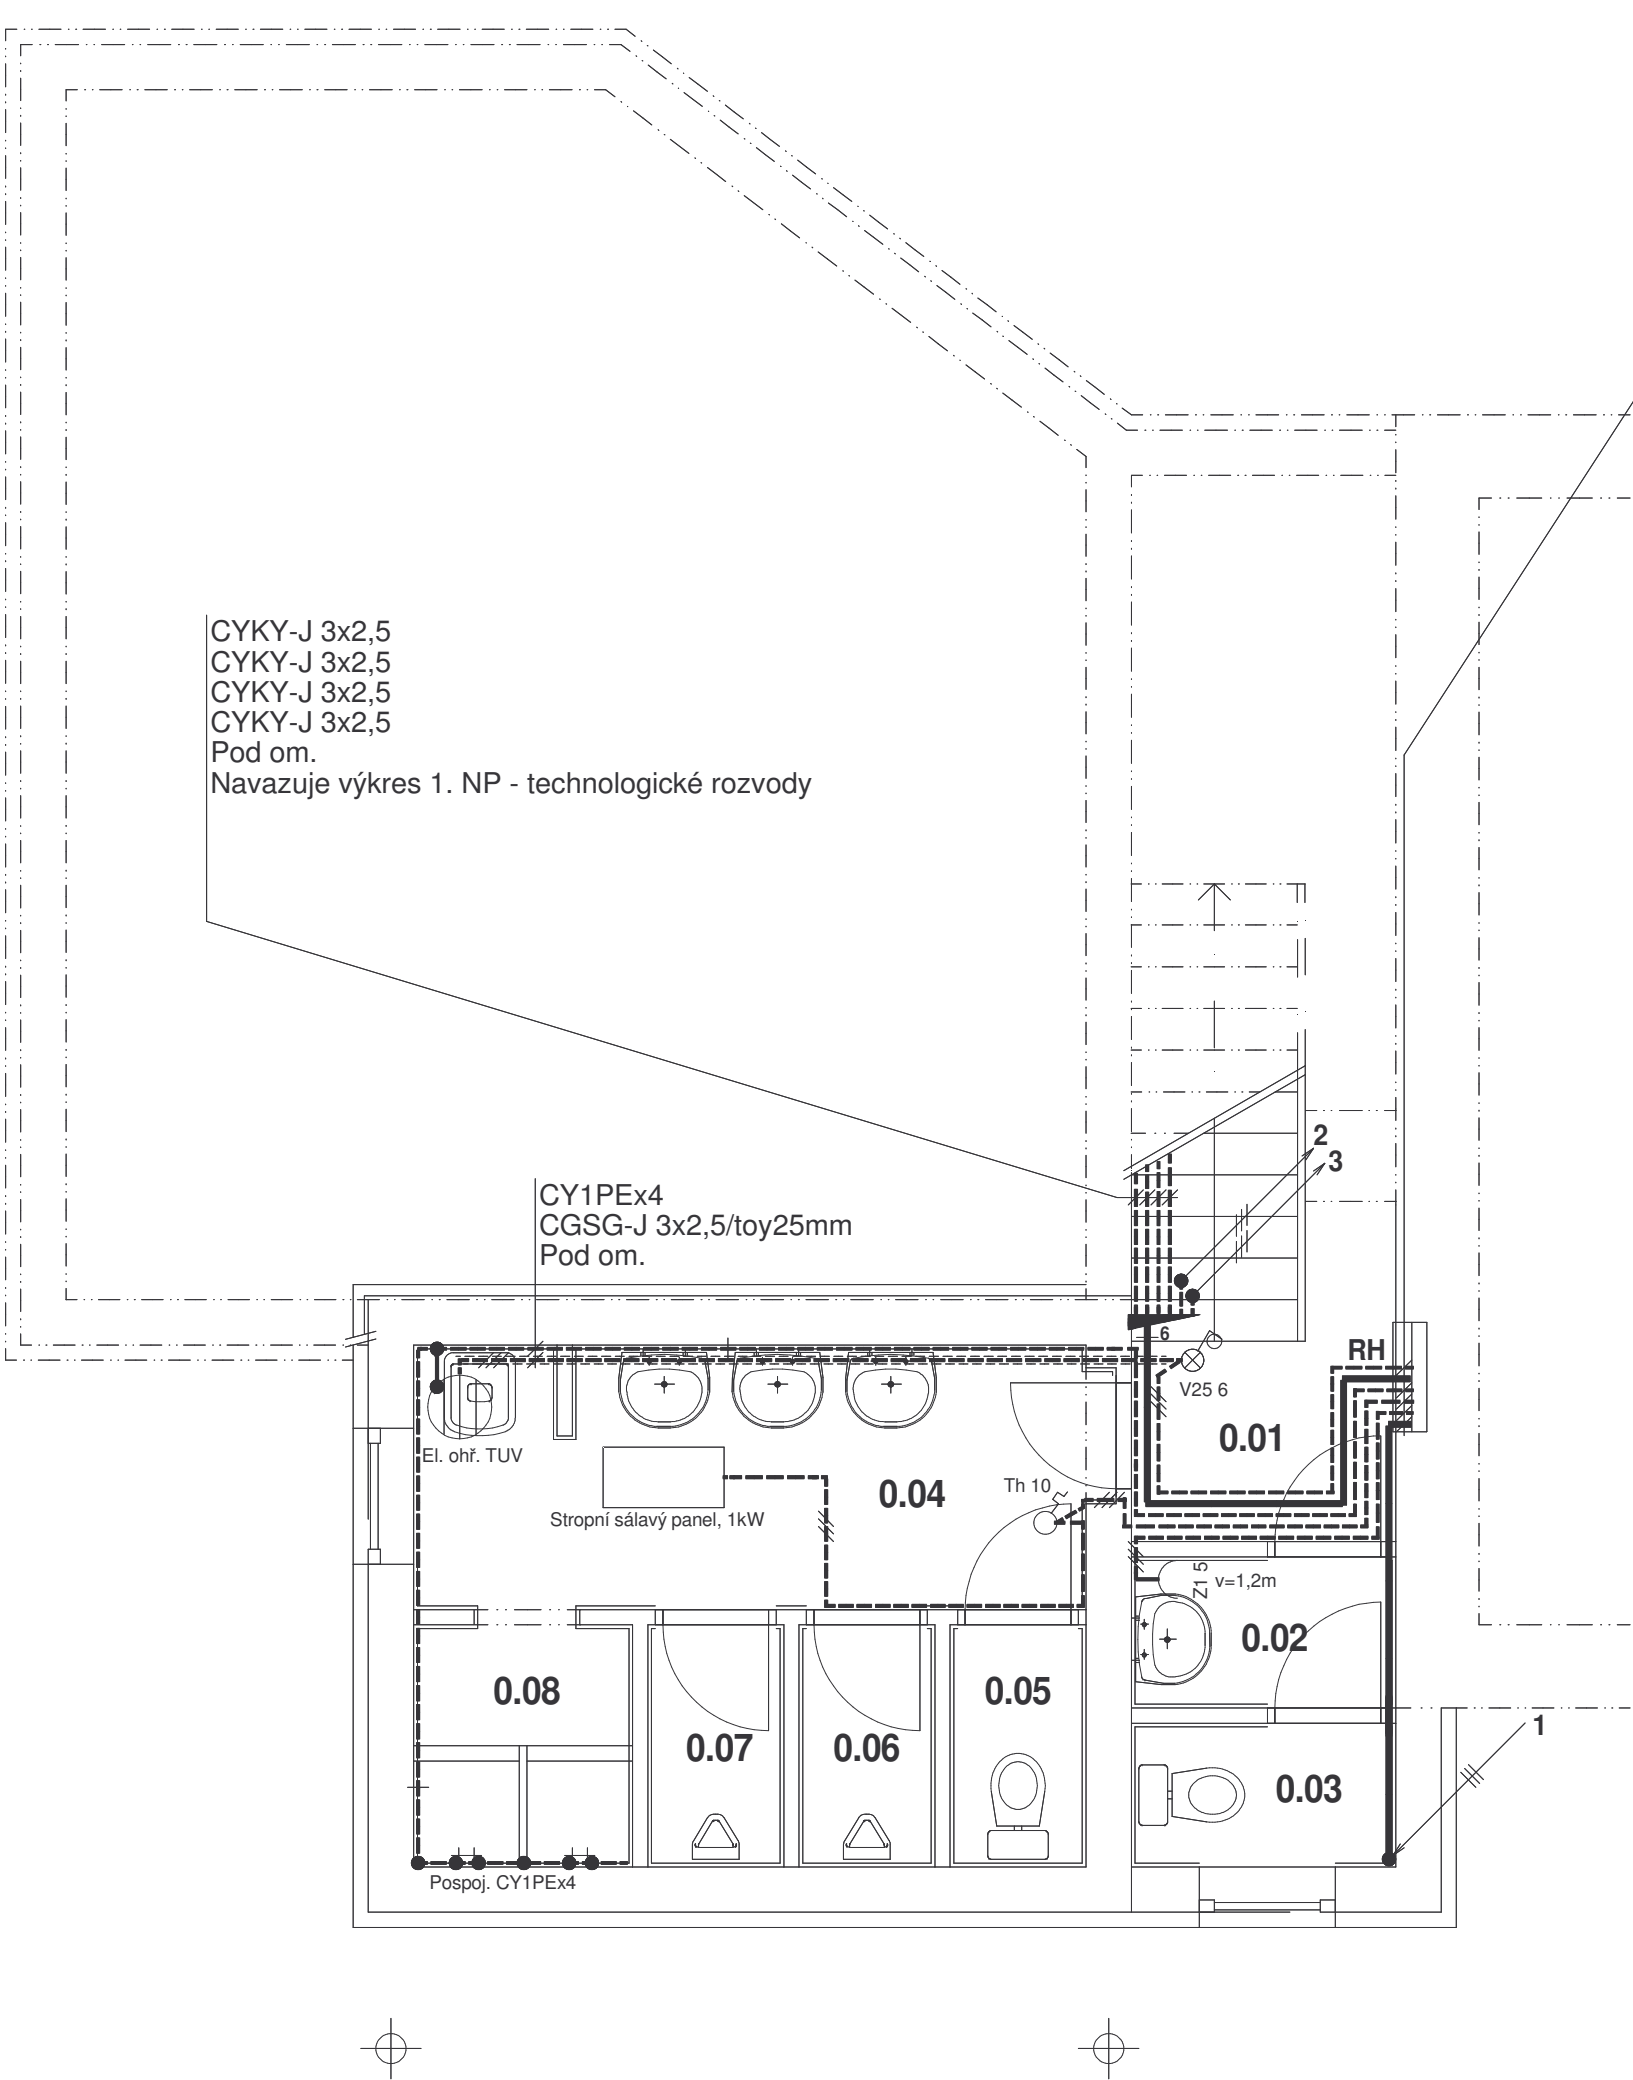 CYKY-J 3x2,5
CYKY-J 3x2,5
CYKY-J 3x2,5
CYKY-J 3x2,5
Pod om.
Navazuje výkres 1. NP - technologické rozvody
2
3
CY1PEx4
CGSG-J 3x2,5/toy25mm
Pod om.
6
RH
V25 6
0.01
El. ohř. TUV
Th 10
0.04
Stropní sálavý panel, 1kW
Z1 5
v=1,2m
0.02
0.08
0.05
1
0.07
0.06
0.03
Pospoj. CY1PEx4